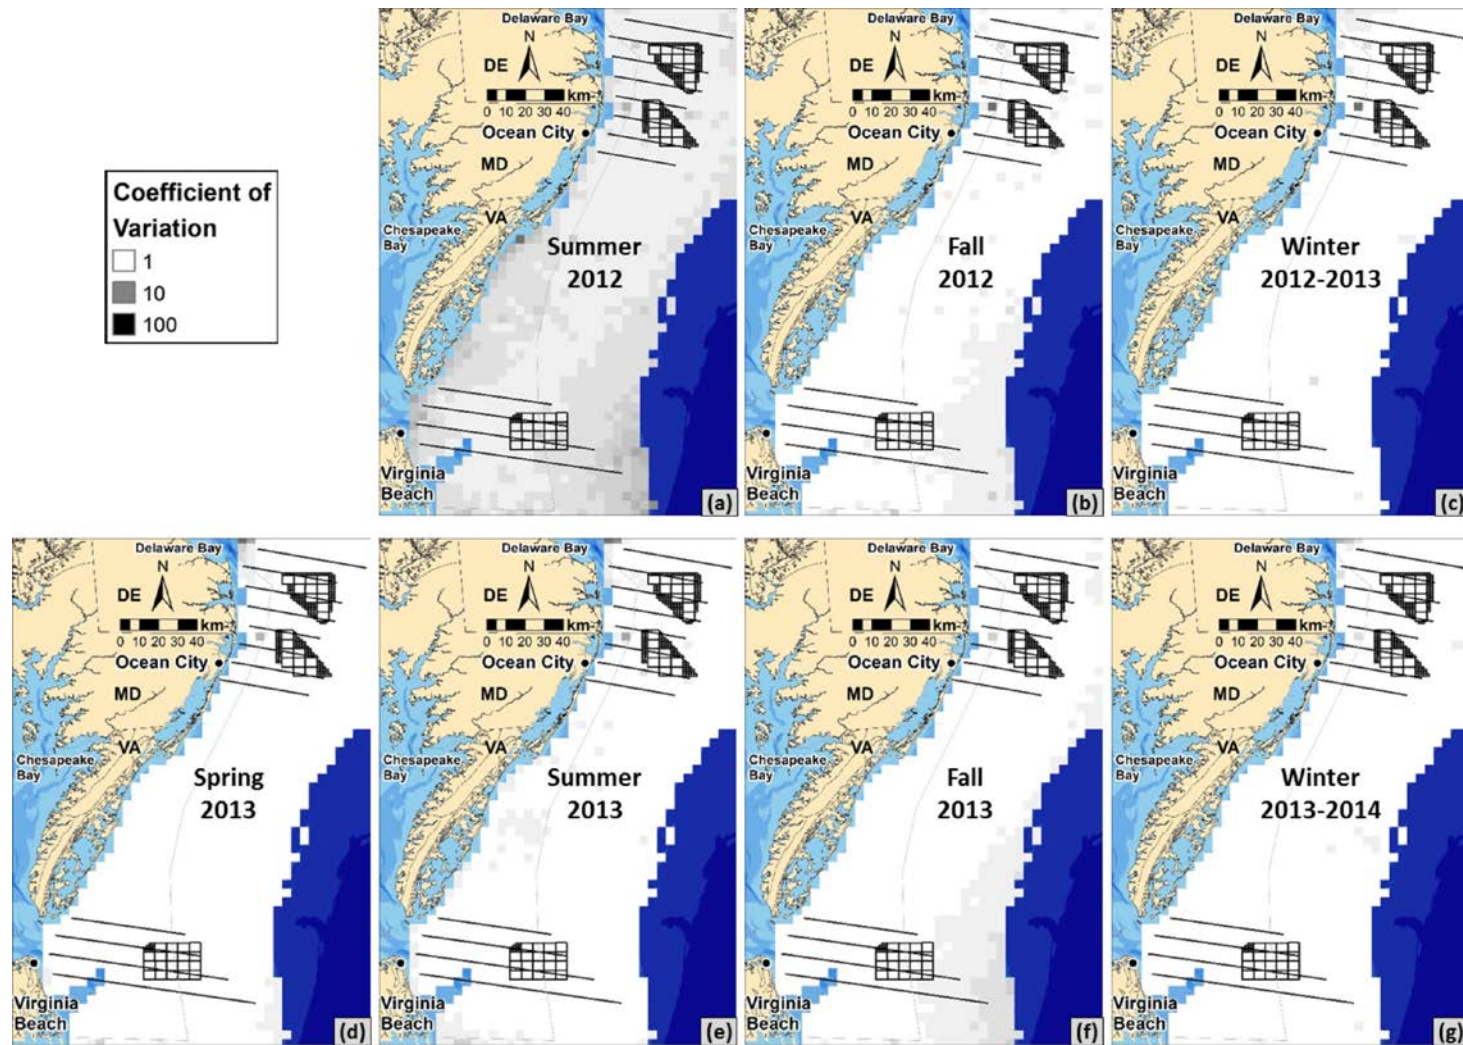 Coefficient of
Variation
1
10
100
Delaware Bay
N
DE
km
0 10 20 30 40
Ocean City
MD
VA
Chesapeake
Bay
Summer
2012
Virginia
Beach
(a)
Delaware Bay
N
DE
km
0 10 20 30 40
Ocean City
MD
VA
Chesapeake
Bay
Fall
2012
Virginia
Beach
(b)
Delaware Bay
N
DE
km
0 10 20 30 40
Ocean City
MD
VA
Chesapeake
Bay
Winter
2012-2013
Virginia
Beach
(c)
Delaware Bay
N
DE
km
0 10 20 30 40
Ocean City
MD
VA
Chesapeake
Bay
Spring
2013
Virginia
Beach
(d)
Delaware Bay
N
DE
km
0 10 20 30 40
Ocean City
MD
VA
Chesapeake
Bay
Summer
2013
Virginia
Beach
(e)
Delaware Bay
N
DE
km
0 10 20 30 40
Ocean City
MD
VA
Chesapeake
Bay
Fall
2013
Virginia
Beach
(f)
Delaware Bay
N
DE
km
0 10 20 30 40
Ocean City
MD
VA
Chesapeake
Bay
Winter
2013-2014
Virginia
Beach
(g)